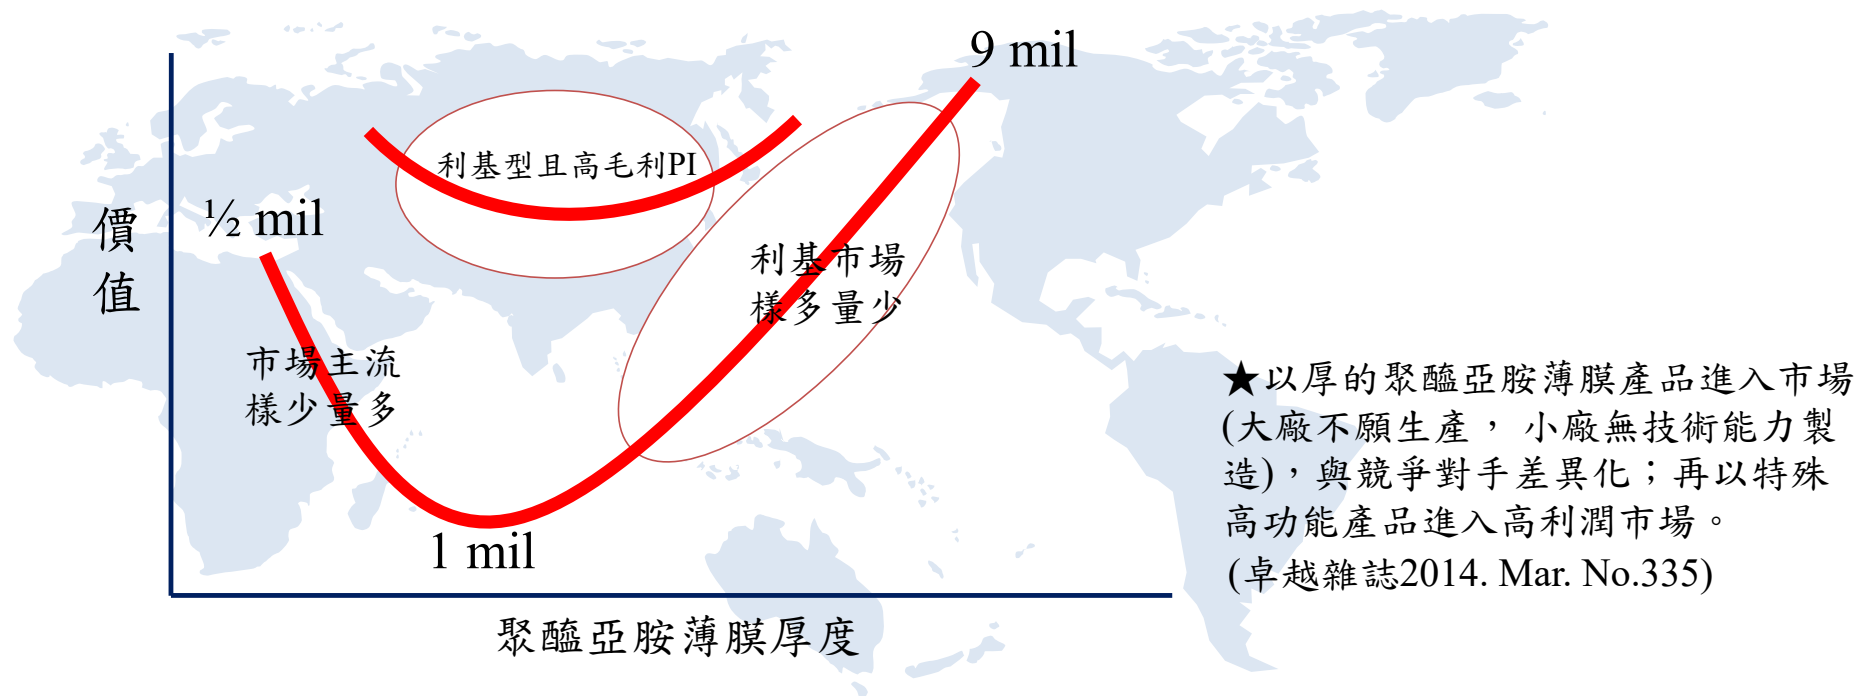 9 mil
利基型且高毛利PI
½ mil
價
值
利基市場
樣多量少
市場主流
樣少量多
1 mil
聚醯亞胺薄膜厚度
★以厚的聚醯亞胺薄膜產品進入市場
(大廠不願生產， 小廠無技術能力製
造)，與競爭對手差異化；再以特殊
高功能產品進入高利潤市場。
(卓越雜誌2014. Mar. No.335)